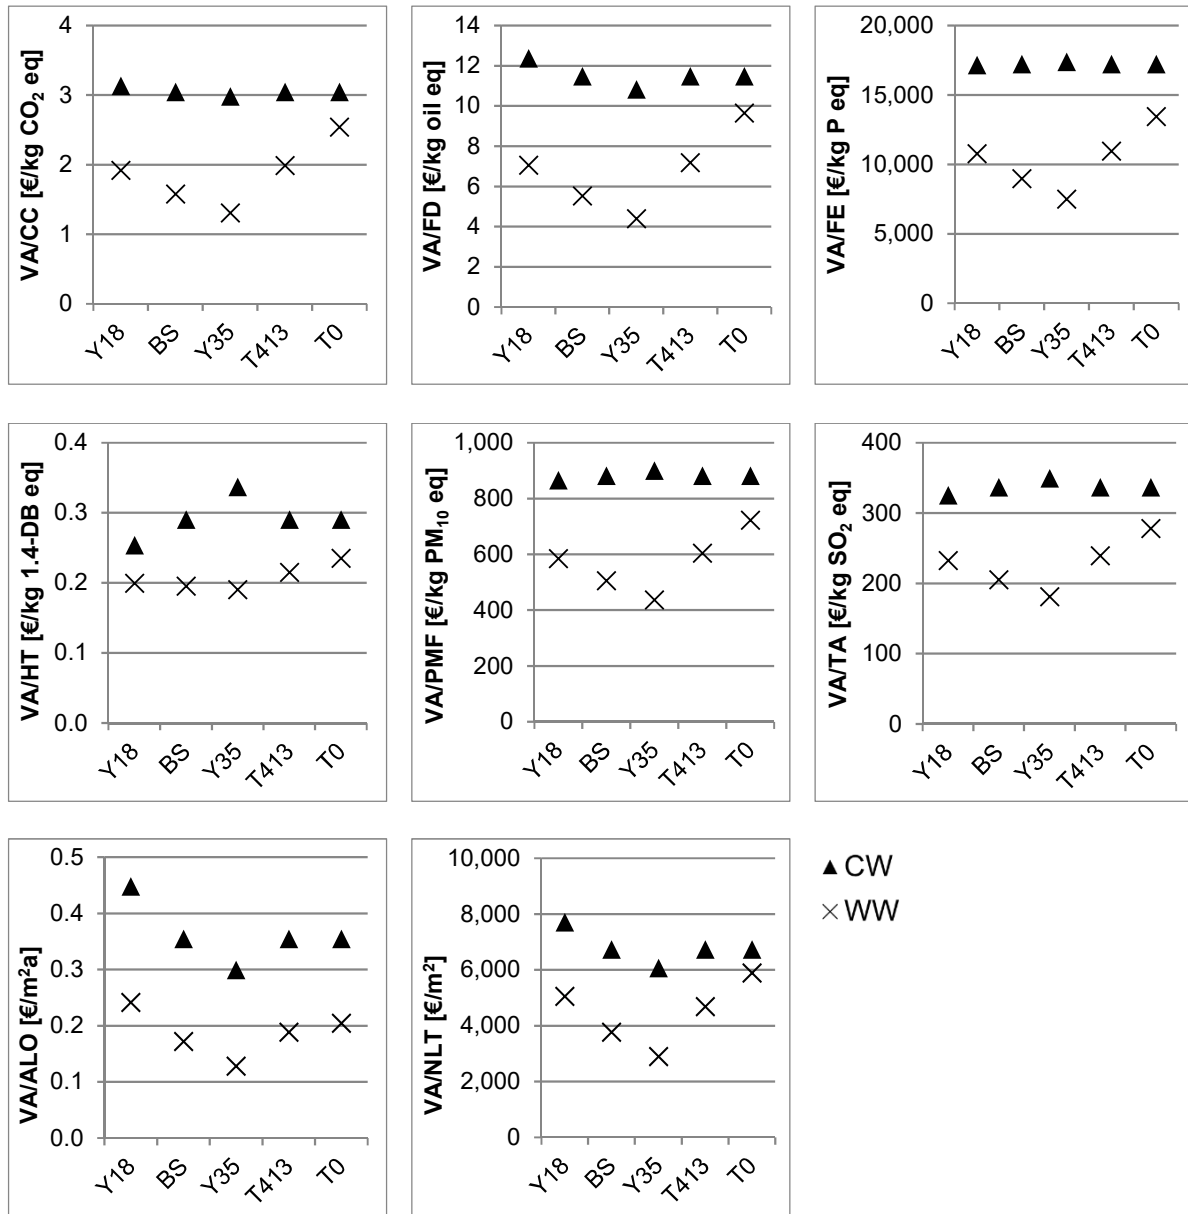 VA/CC [€/kg CO₂ eq]
4
3
2
1
0
Y18
BS
Y35
T413
T0
VA/FD [€/kg oil eq]
14
12
10
8
6
4
2
0
Y18
BS
Y35
T413
T0
VA/FE [€/kg P eq]
20,000
15,000
10,000
5,000
0
Y18
BS
Y35
T413
T0
VA/HT [€/kg 1.4-DB eq]
0.4
0.3
0.2
0.1
0.0
Y18
BS
Y35
T413
T0
VA/PMF [€/kg PM₁₀ eq]
1,000
800
600
400
200
0
Y18
BS
Y35
T413
T0
VA/TA [€/kg SO₂ eq]
400
300
200
100
0
Y18
BS
Y35
T413
T0
VA/ALO [€/m²a]
0.5
0.4
0.3
0.2
0.1
0.0
Y18
BS
Y35
T413
T0
VA/NLT [€/m²]
10,000
8,000
6,000
4,000
2,000
0
Y18
BS
Y35
T413
T0
CW
WW